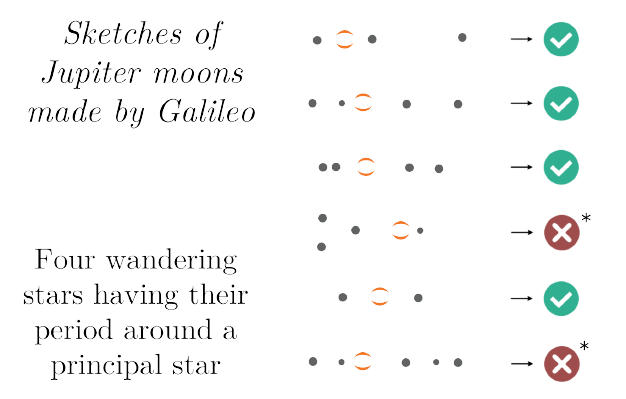 Sketches of
Jupiter moons
made by Galileo
*
Four wandering
stars having their
period around a
principal star
*